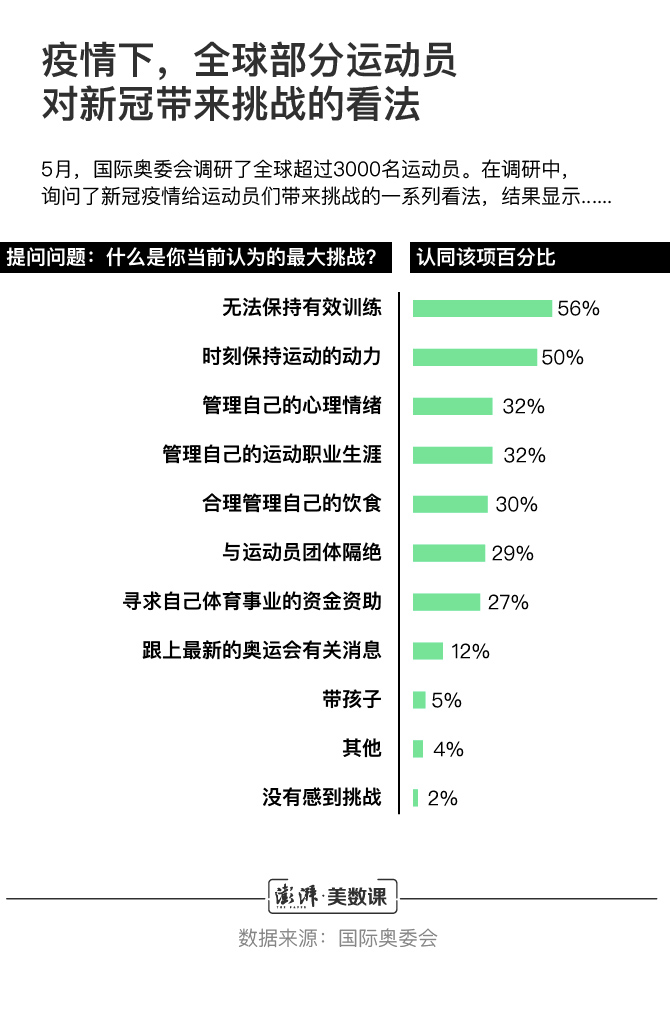 疫情下，全球部分运动员
对新冠带来挑战的看法
5月，国际奥委会调研了全球超过3000名运动员。在调研中，
询问了新冠疫情给运动员们带来挑战的一系列看法，结果显示......
提问问题：什么是你当前认为的最大挑战？ 认同该项百分比
无法保持有效训练 56%
时刻保持运动的动力 50%
管理自己的心理情绪 32%
管理自己的运动职业生涯 32%
合理管理自己的饮食 30%
与运动员团体隔绝 29%
寻求自己体育事业的资金资助 27%
跟上最新的奥运会有关消息 12%
带孩子 5%
其他 4%
没有感到挑战 2%
澎湃·美数课
THE PAPER
数据来源：国际奥委会